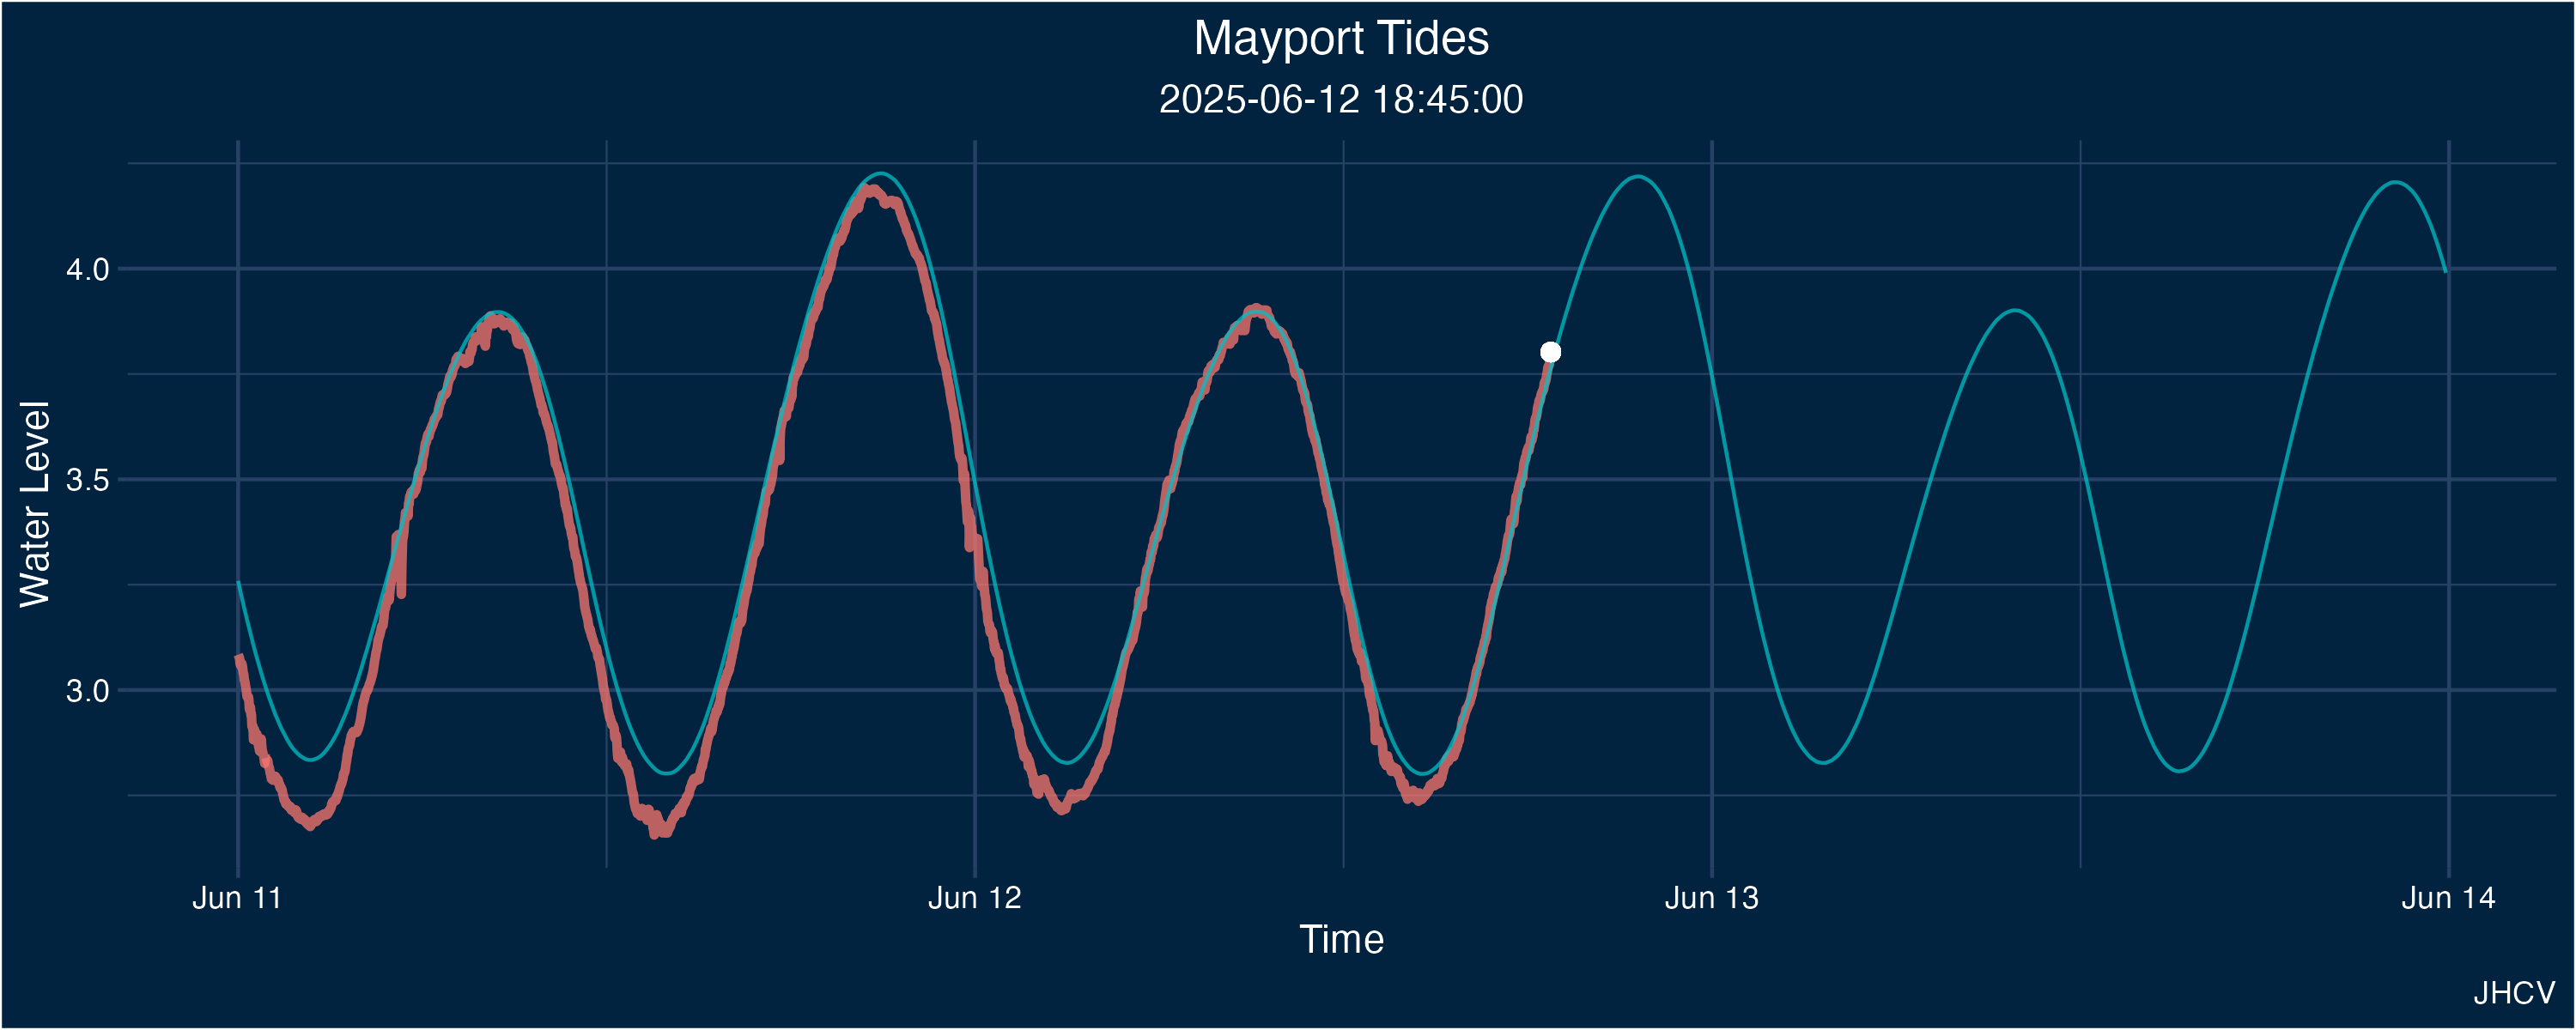 Mayport Tides
2025-06-12 18:45:00
Water Level
4.0
3.5
3.0
Jun 11
Jun 12
Jun 13
Jun 14
Time
JHCV